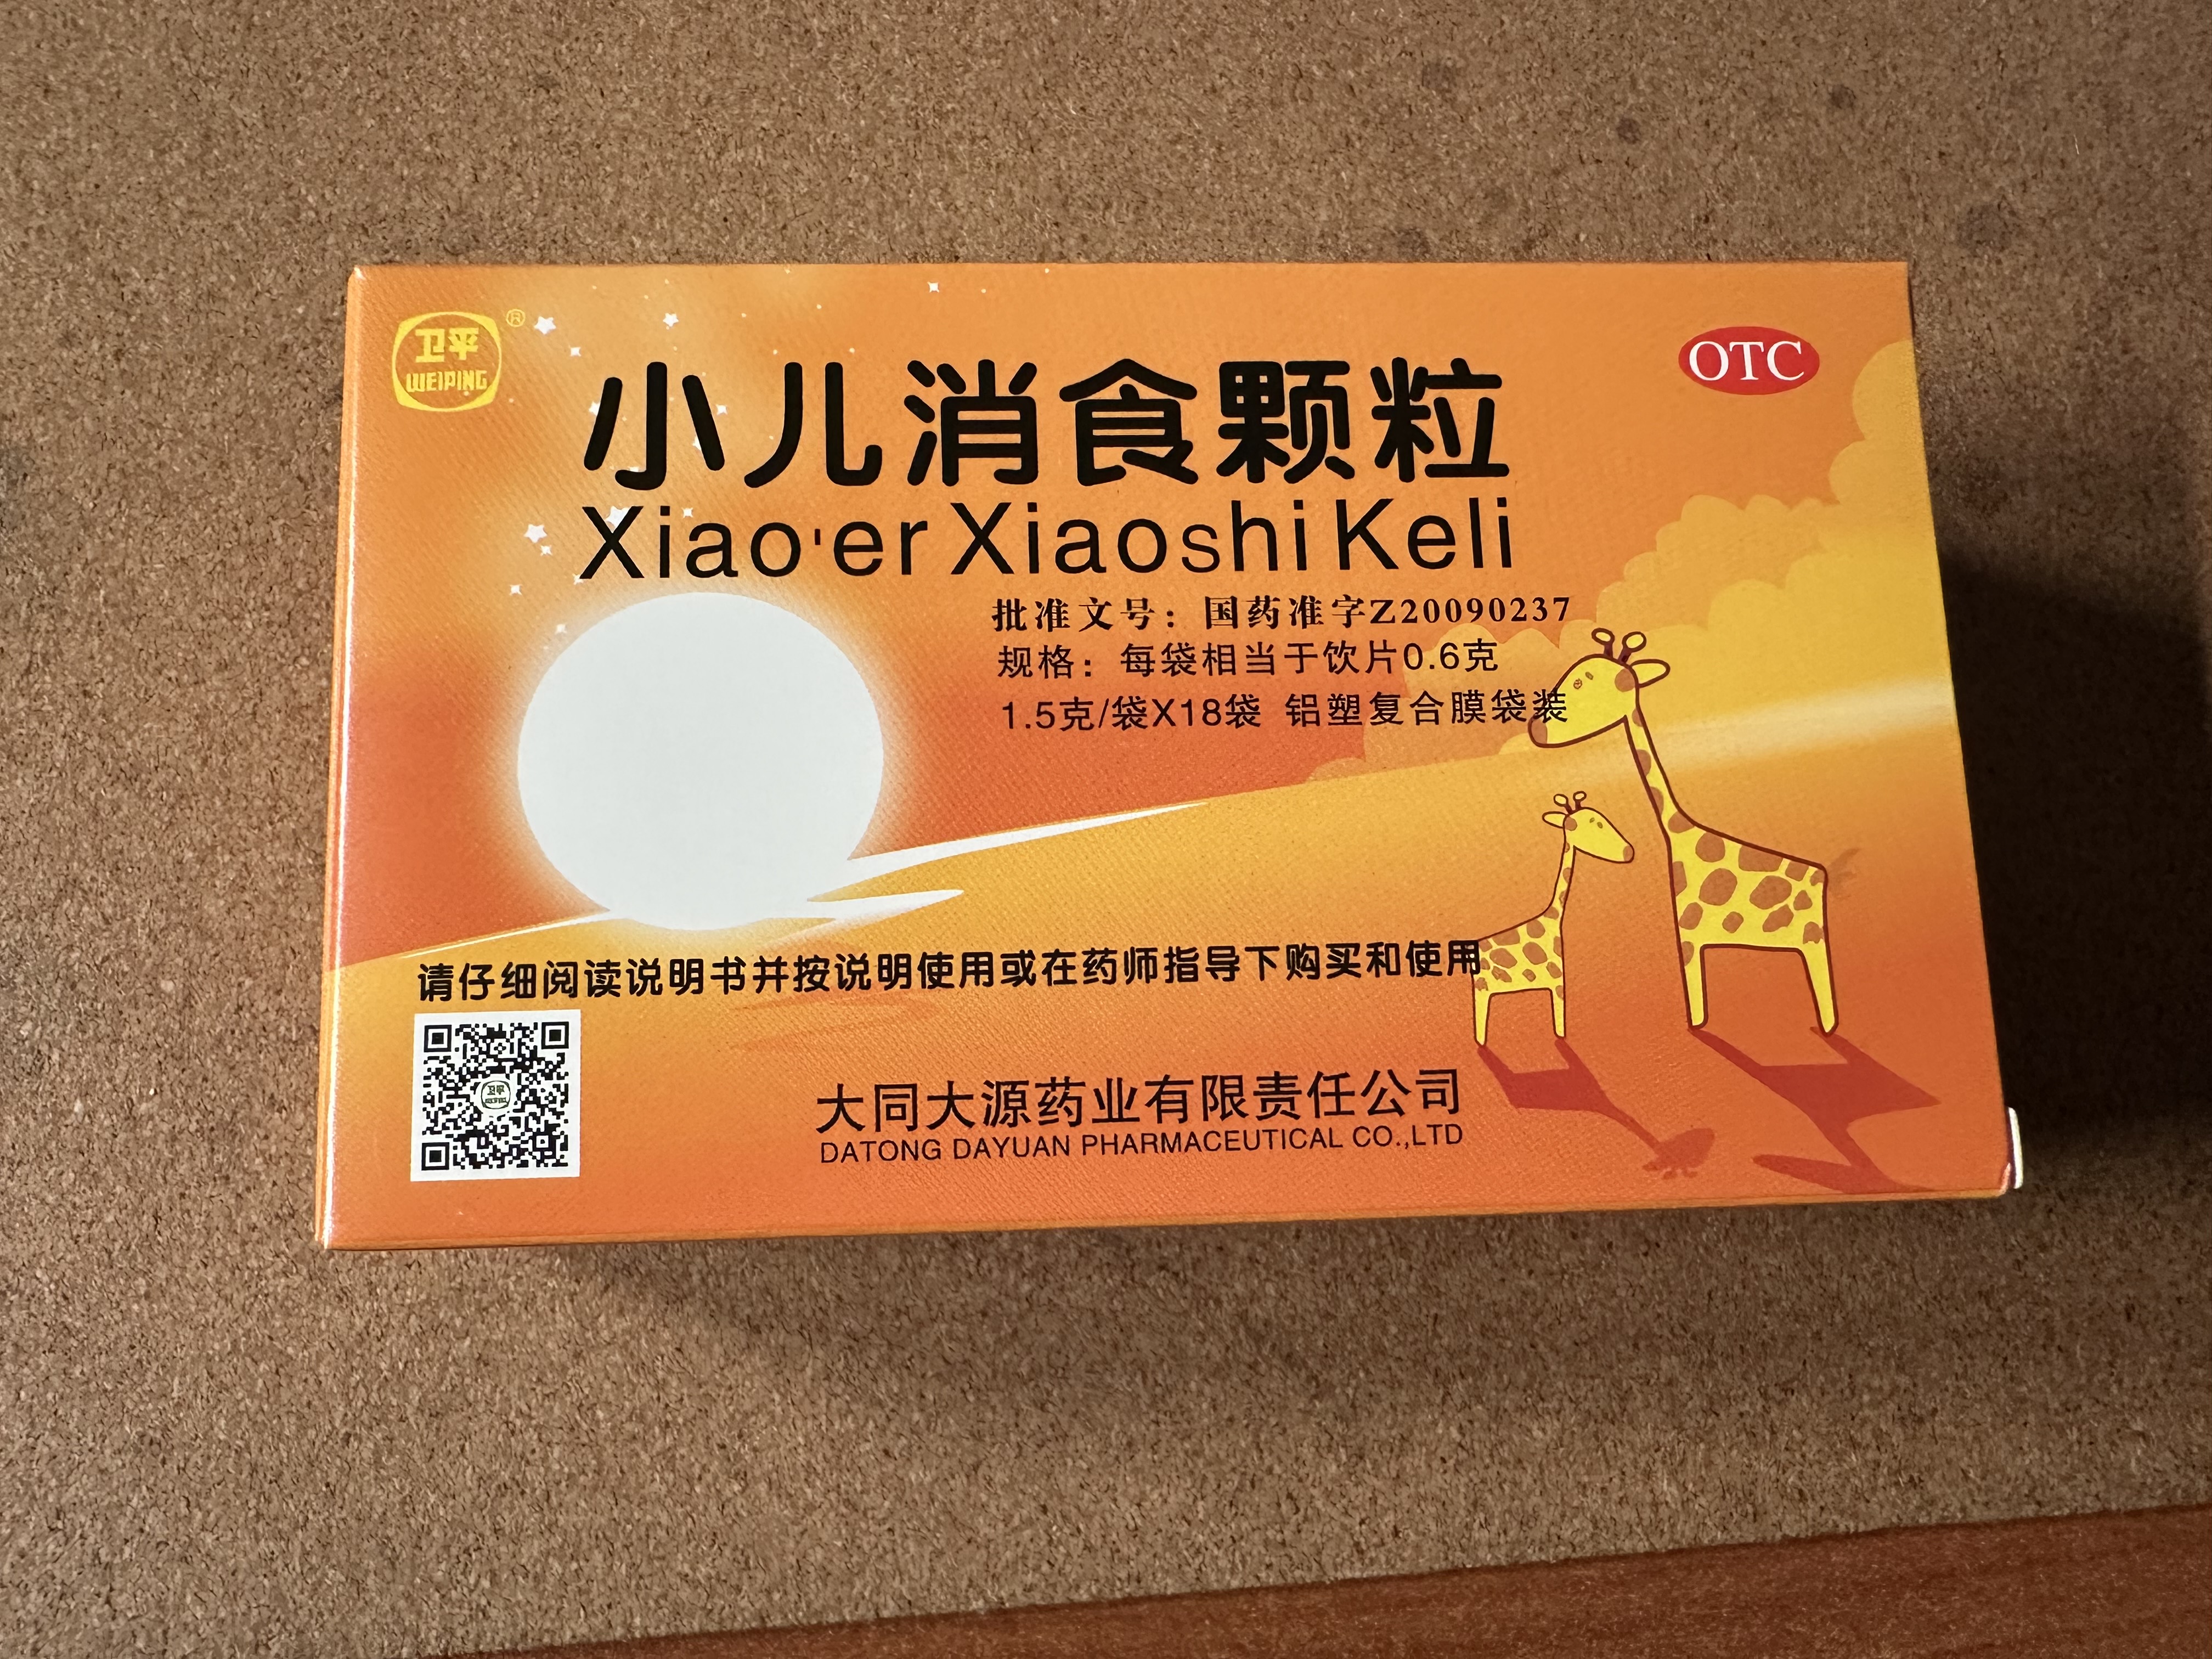 卫平®
WEIPING
OTC
小儿消食颗粒
Xiao'er Xiaoshi Keli
批准文号：国药准字Z20090237
规格：每袋相当于饮片0.6克
1.5克/袋X18袋 铝塑复合膜袋装
请仔细阅读说明书并按说明使用或在药师指导下购买和使用
卫平
大同大源药业有限责任公司
DATONG DAYUAN PHARMACEUTICAL CO.,LTD